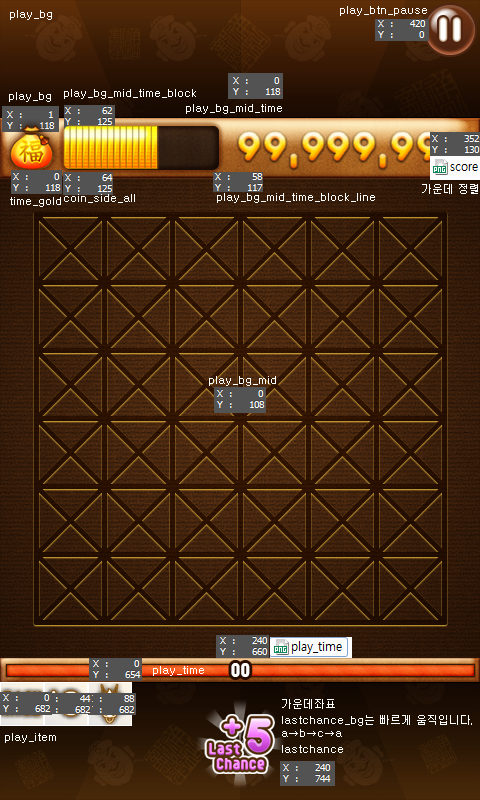 play_bg
play_btn_pause
X : 420
Y : 0
X : 0
Y : 118
play_bg
play_bg_mid_time_block
play_bg_mid_time
X : 1
Y : 118
X : 62
Y : 125
福
99,999,99
X : 352
Y : 130
score
가운데 정렬
X : 0
Y : 118
X : 64
Y : 125
X : 58
Y : 117
time_gold
coin_side_all
play_bg_mid_time_block_line
play_bg_mid
X : 0
Y : 108
X : 240
Y : 660
play_time
X : 0
Y : 654
play_time
00
X : 0
Y : 682
44
682
88
682
play_item
+5
Last
Chance
가운데좌표
lastchance_bg는 빠르게 움직입니다.
a→b→c→a
lastchance
X : 240
Y : 744